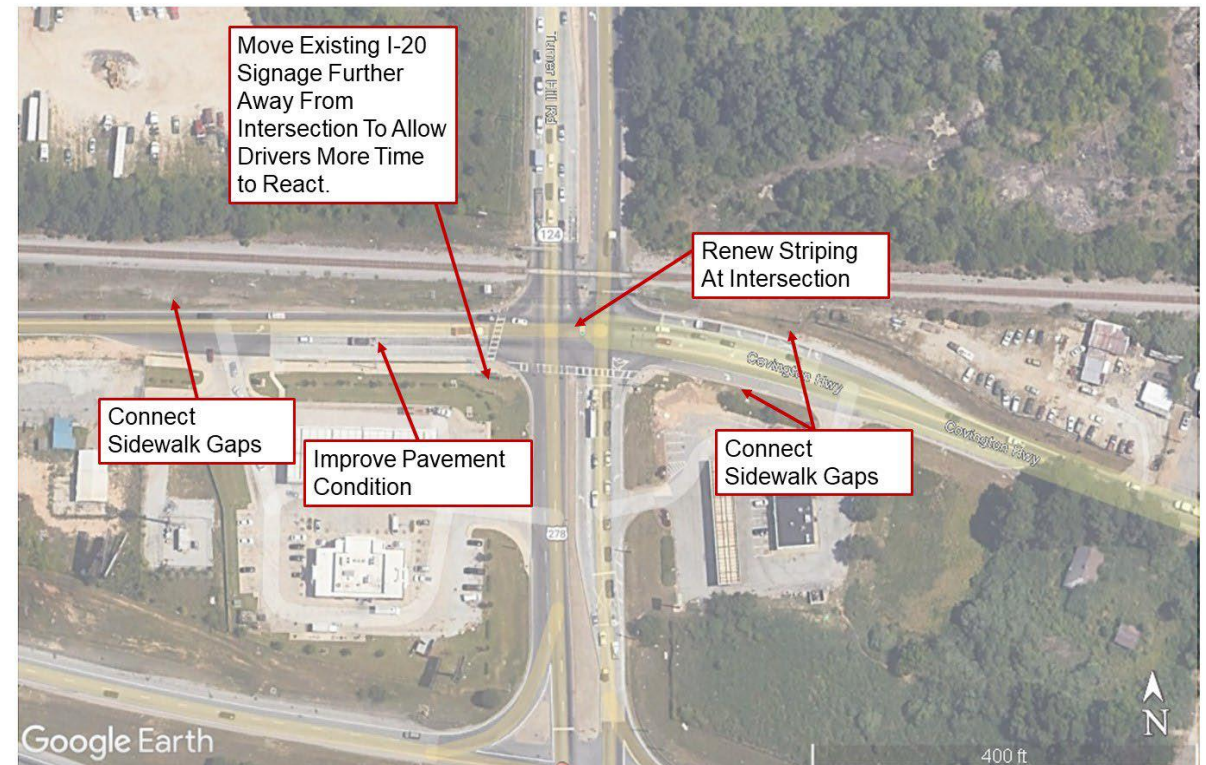 Move Existing I-20
Signage Further
Away From
Intersection To Allow
Drivers More Time
to React.
Turner Hill Rd
124
Renew Striping
At Intersection
Covington Hwy
Covington Hwy
Connect
Sidewalk Gaps
Improve Pavement
Condition
Connect
Sidewalk Gaps
278
N
Google Earth
400 ft